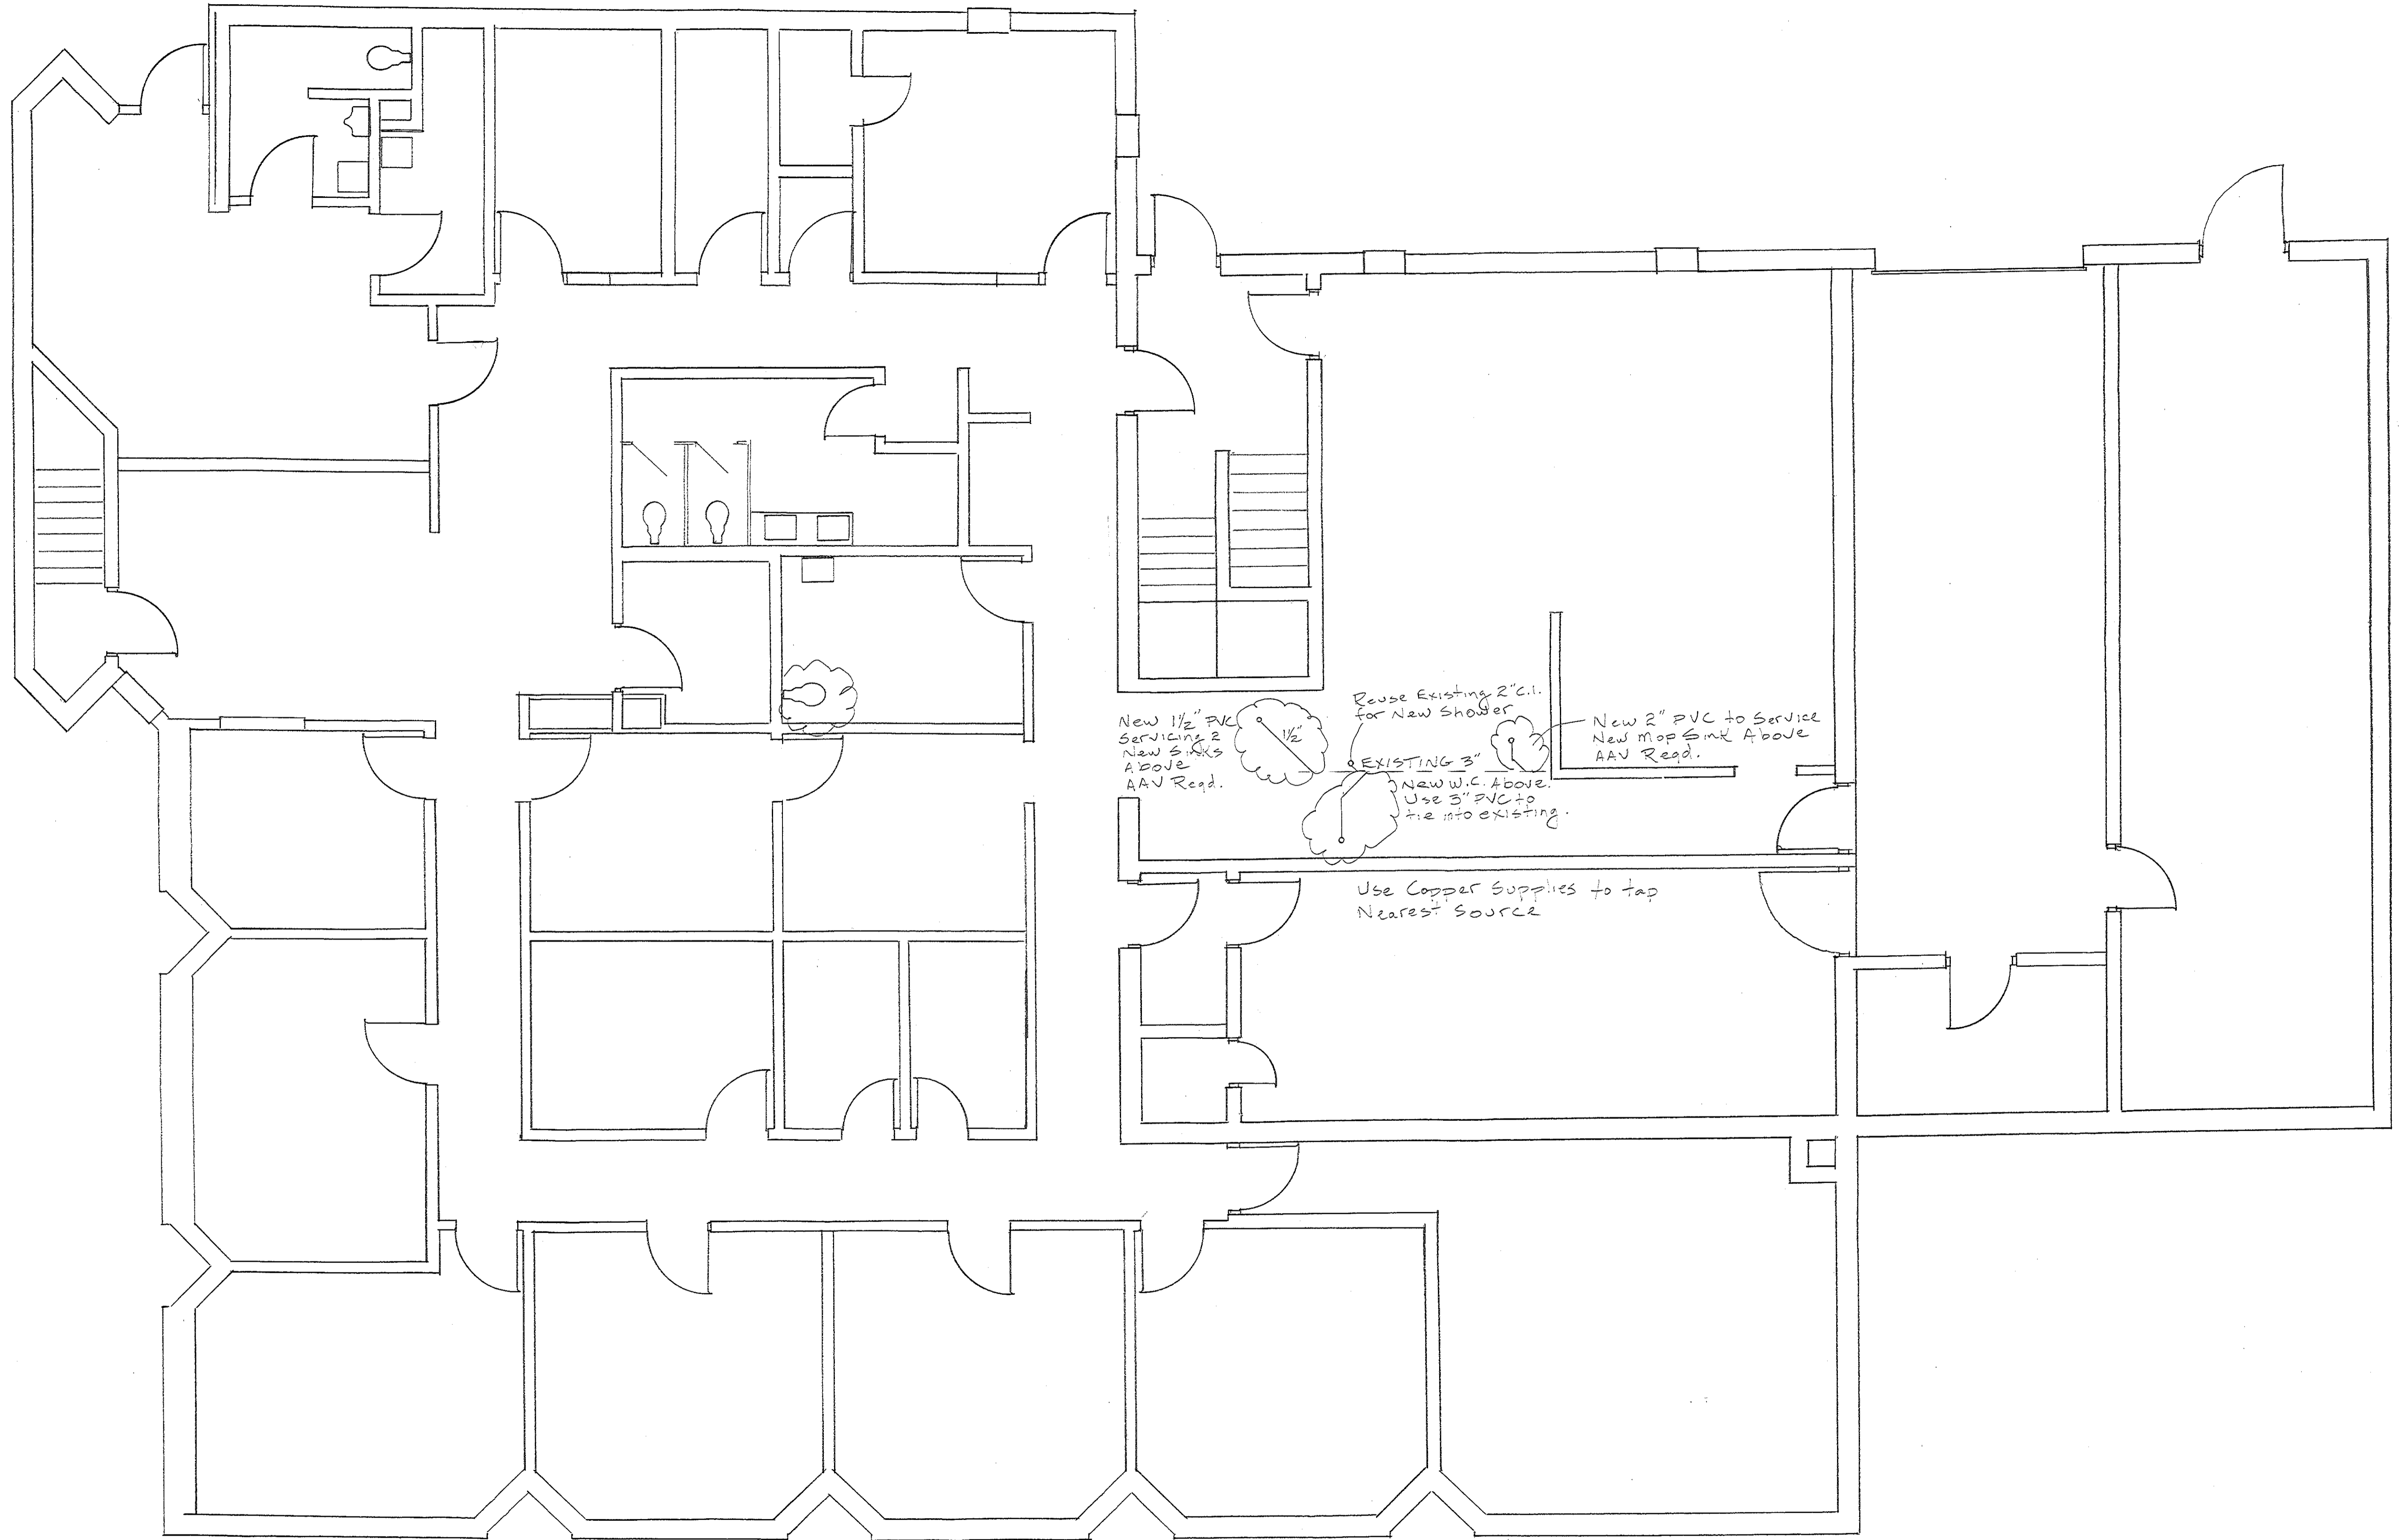 New 1½" PVC
Servicing 2
New Sinks
Above
AAV Reqd.
1½"
Reuse Existing 2" C.I.
for New Shower
EXISTING 3"
New W.C. Above.
Use 3" PVC to
tie into existing.
New 2" PVC to Service
New Mop Sink Above
AAV Reqd.
Use Copper Supplies to tap
Nearest Source